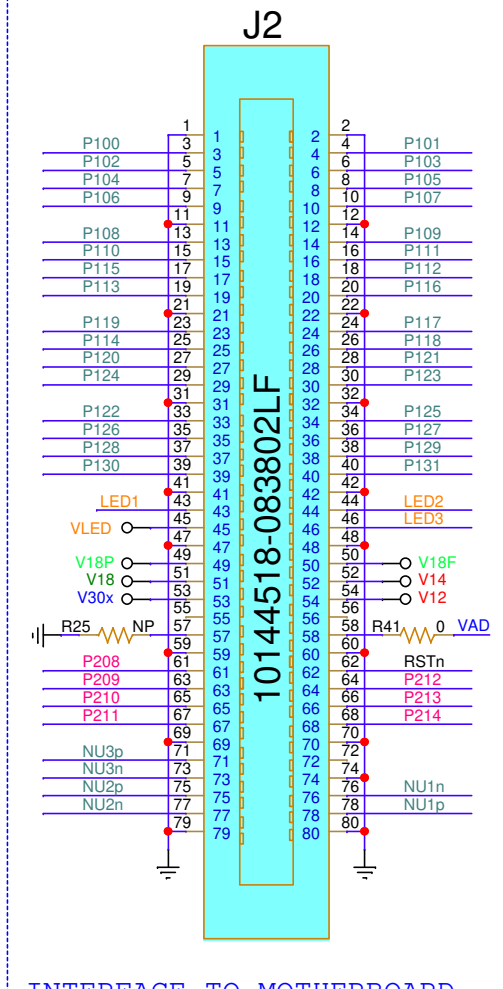 J2
1 1 2 2
P100 3 3 4 4 P101
P102 5 5 6 6 P103
P104 7 7 8 8 P105
P106 9 9 10 10 P107
11 11 12 12
P108 13 13 14 14 P109
P110 15 15 16 16 P111
P115 17 17 18 18 P112
P113 19 19 20 20 P116
21 21 22 22
P119 23 23 24 24 P117
P114 25 25 26 26 P118
P120 27 27 28 28 P121
P124 29 29 30 30 P123
31 31 32 32
P122 33 33 34 34 P125
P126 35 35 36 36 P127
P128 37 37 38 38 P129
P130 39 39 40 40 P131
41 41 42 42
LED1 43 43 44 44 LED2
VLED 45 45 46 46 LED3
47 47 48 48
V18P 49 49 50 50 V18F
V18 51 51 52 52 V14
V30x 53 53 54 54 V12
55 55 56 56
R25 NP 57 57 58 58 R41 0 VAD
59 59 60 60
P208 61 61 62 62 RSTn
P209 63 63 64 64 P212
P210 65 65 66 66 P213
P211 67 67 68 68 P214
69 69 70 70
NU3p 71 71 72 72
NU3n 73 73 74 74
NU2p 75 75 76 76 NU1n
NU2n 77 77 78 78 NU1p
79 79 80 80
10144518-083802LF
INTERFACE TO MOTHERBOARD